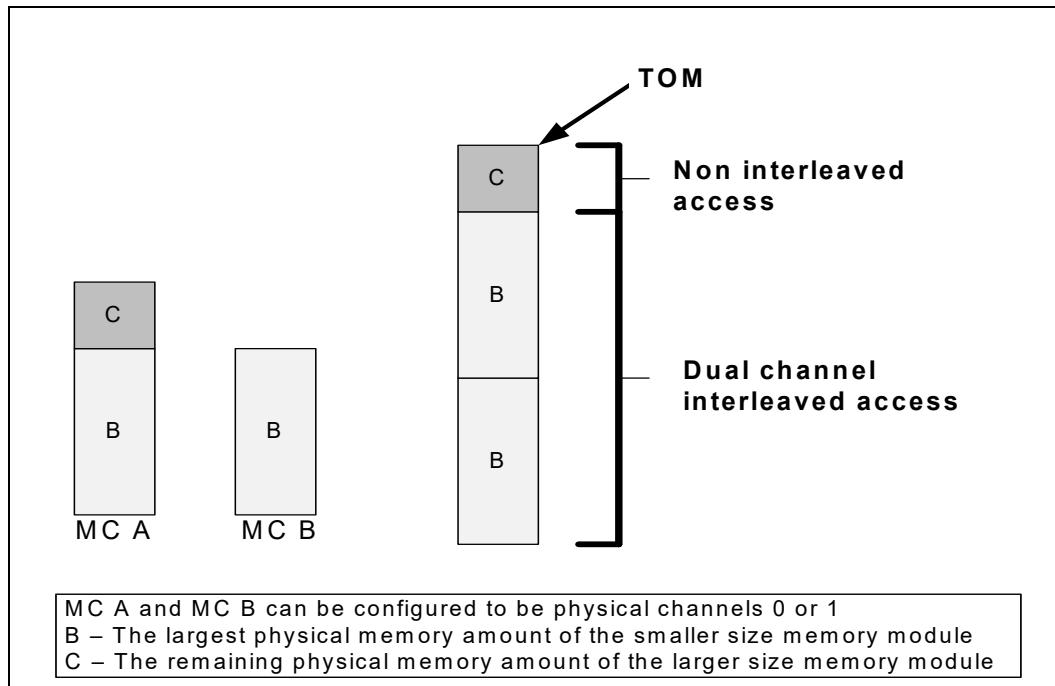 TOM
C
Non interleaved
access
B
C
Dual channel
interleaved access
B
B
B
MC A
MC B
MC A and MC B can be configured to be physical channels 0 or 1
B – The largest physical memory amount of the smaller size memory module
C – The remaining physical memory amount of the larger size memory module